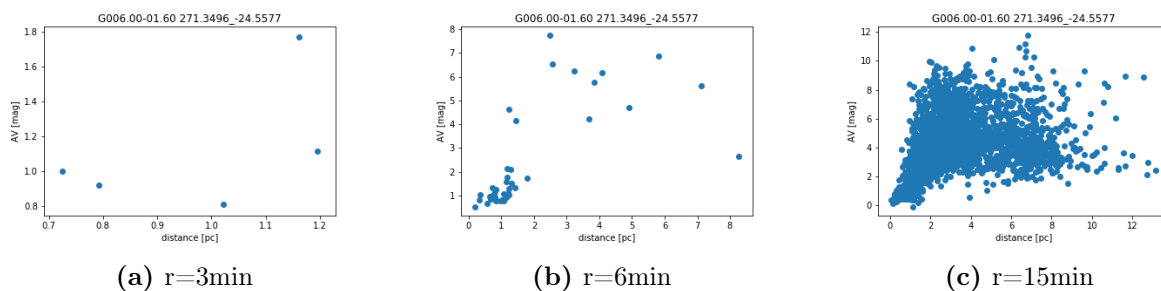 G006.00-01.60 271.3496_-24.5577
AV [mag]
1.8
1.6
1.4
1.2
1.0
0.8
0.7 0.8 0.9 1.0 1.1 1.2
distance [pc]
(a) r=3min
G006.00-01.60 271.3496_-24.5577
AV [mag]
8
7
6
5
4
3
2
1
0 1 2 3 4 5 6 7 8
distance [pc]
(b) r=6min
G006.00-01.60 271.3496_-24.5577
AV [mag]
12
10
8
6
4
2
0
0 2 4 6 8 10 12
distance [pc]
(c) r=15min